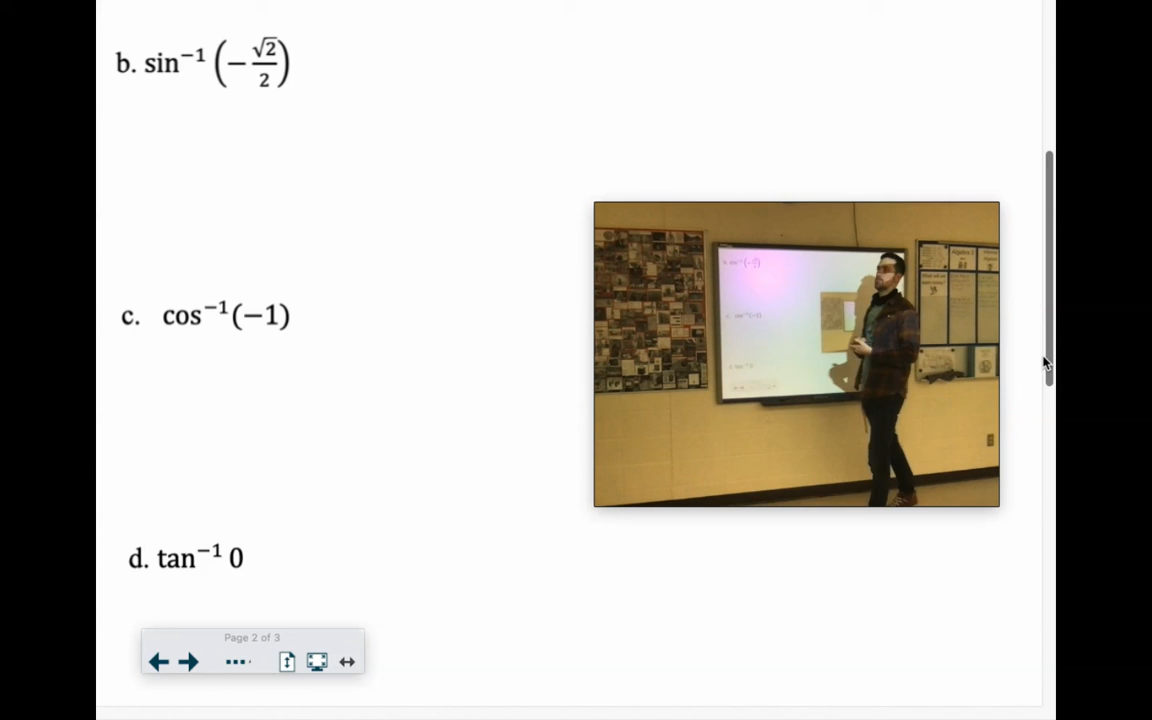 b. sin⁻¹ (−√2/2)
c. cos⁻¹(−1)
d. tan⁻¹ 0
Page 2 of 3